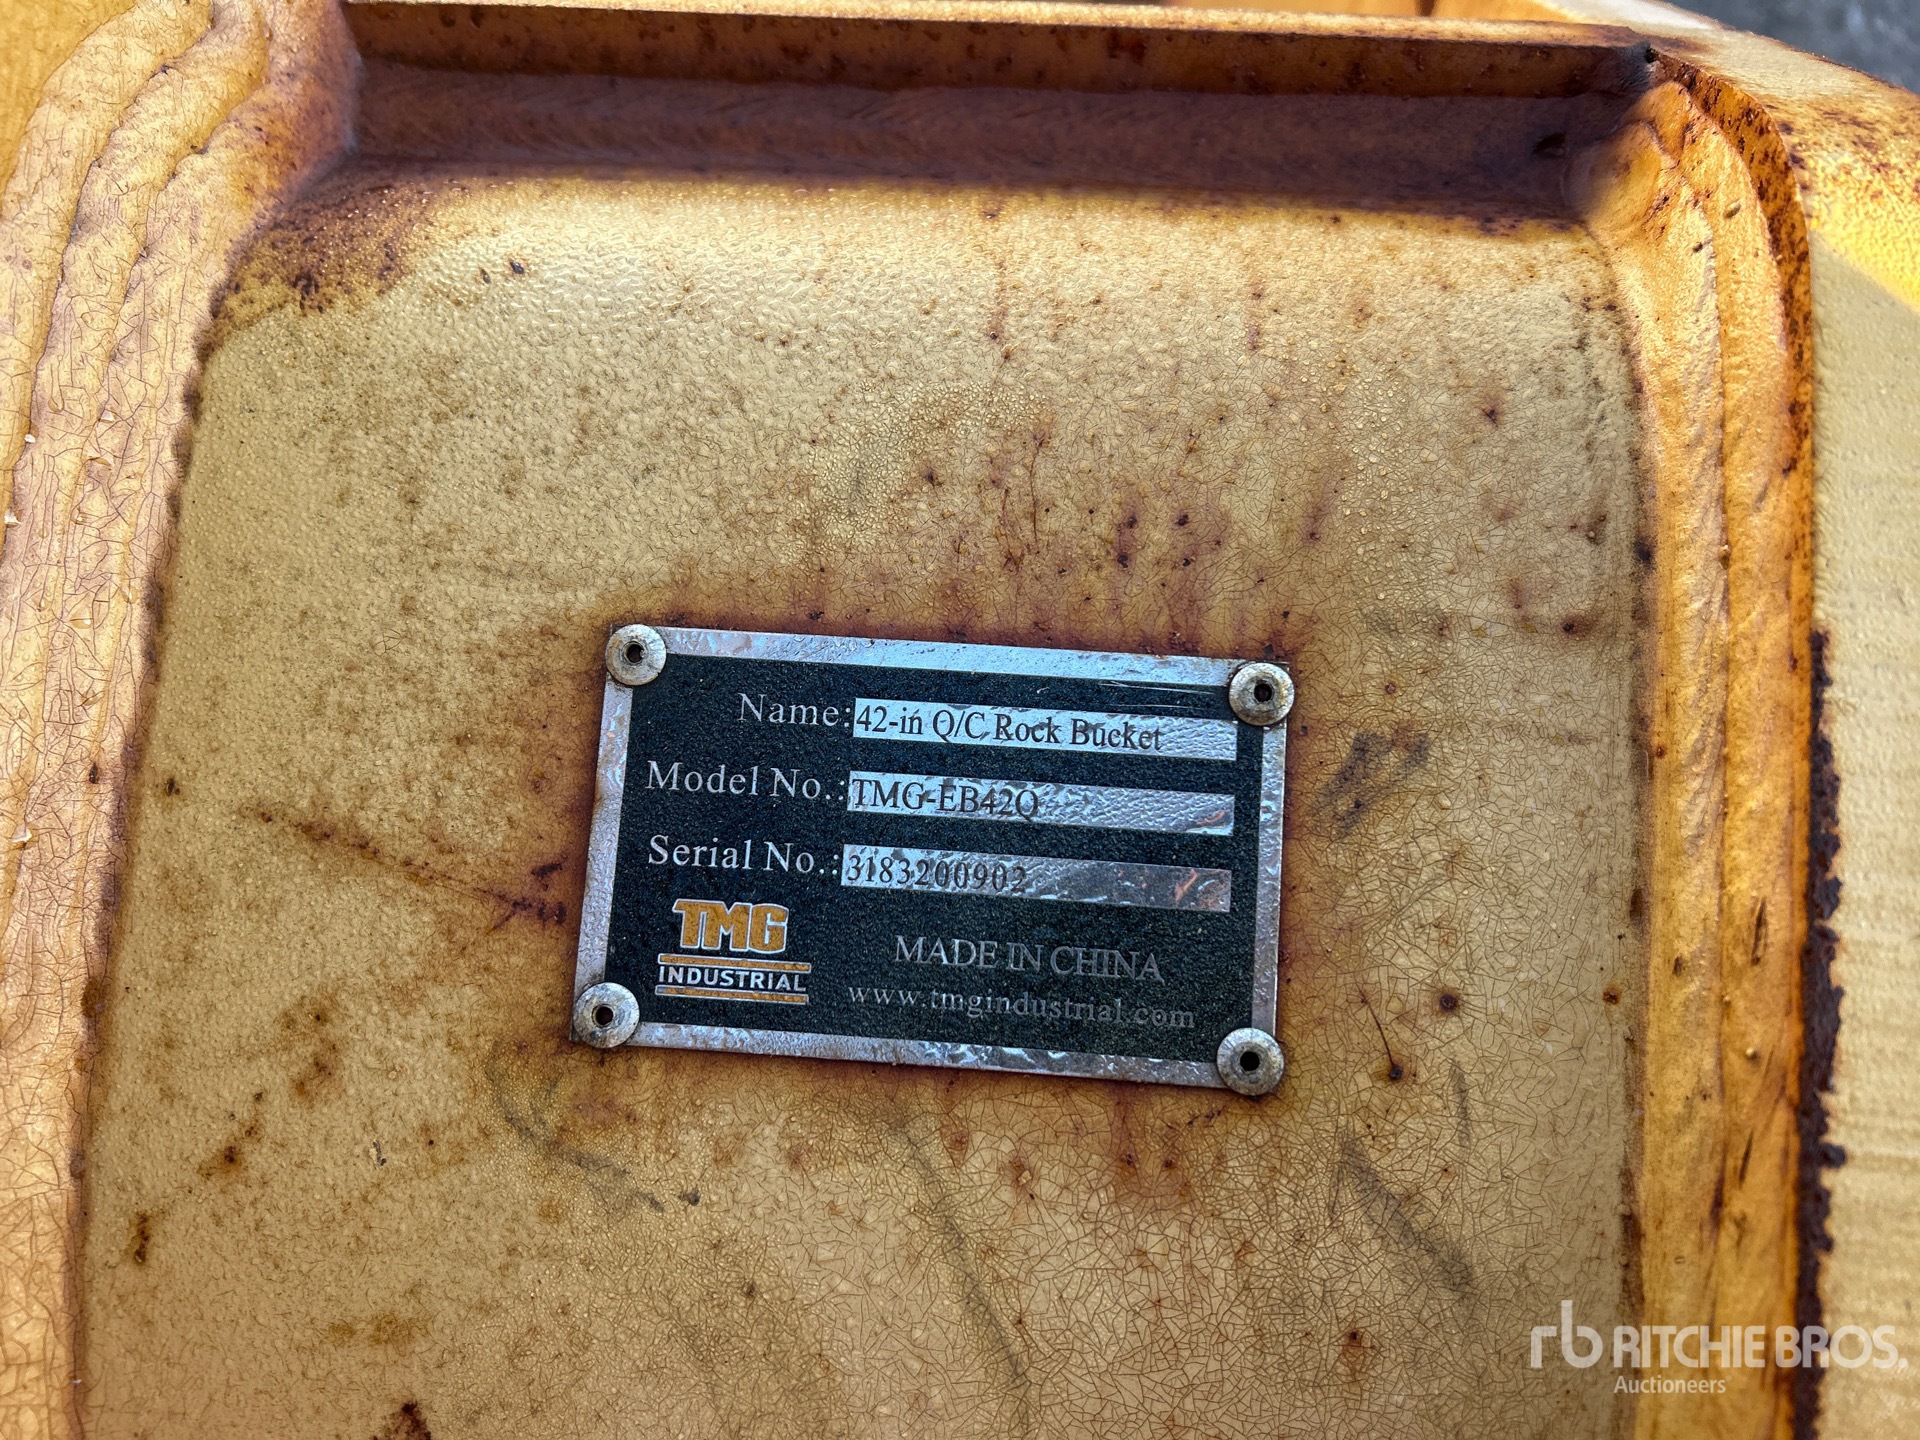 Name: 42-in Q/C Rock Bucket
Model No.: TMG-EB42Q
Serial No.: 3183200902
TMG
INDUSTRIAL
MADE IN CHINA
www.tmgindustrial.com
rb RITCHIE BROS.
Auctioneers